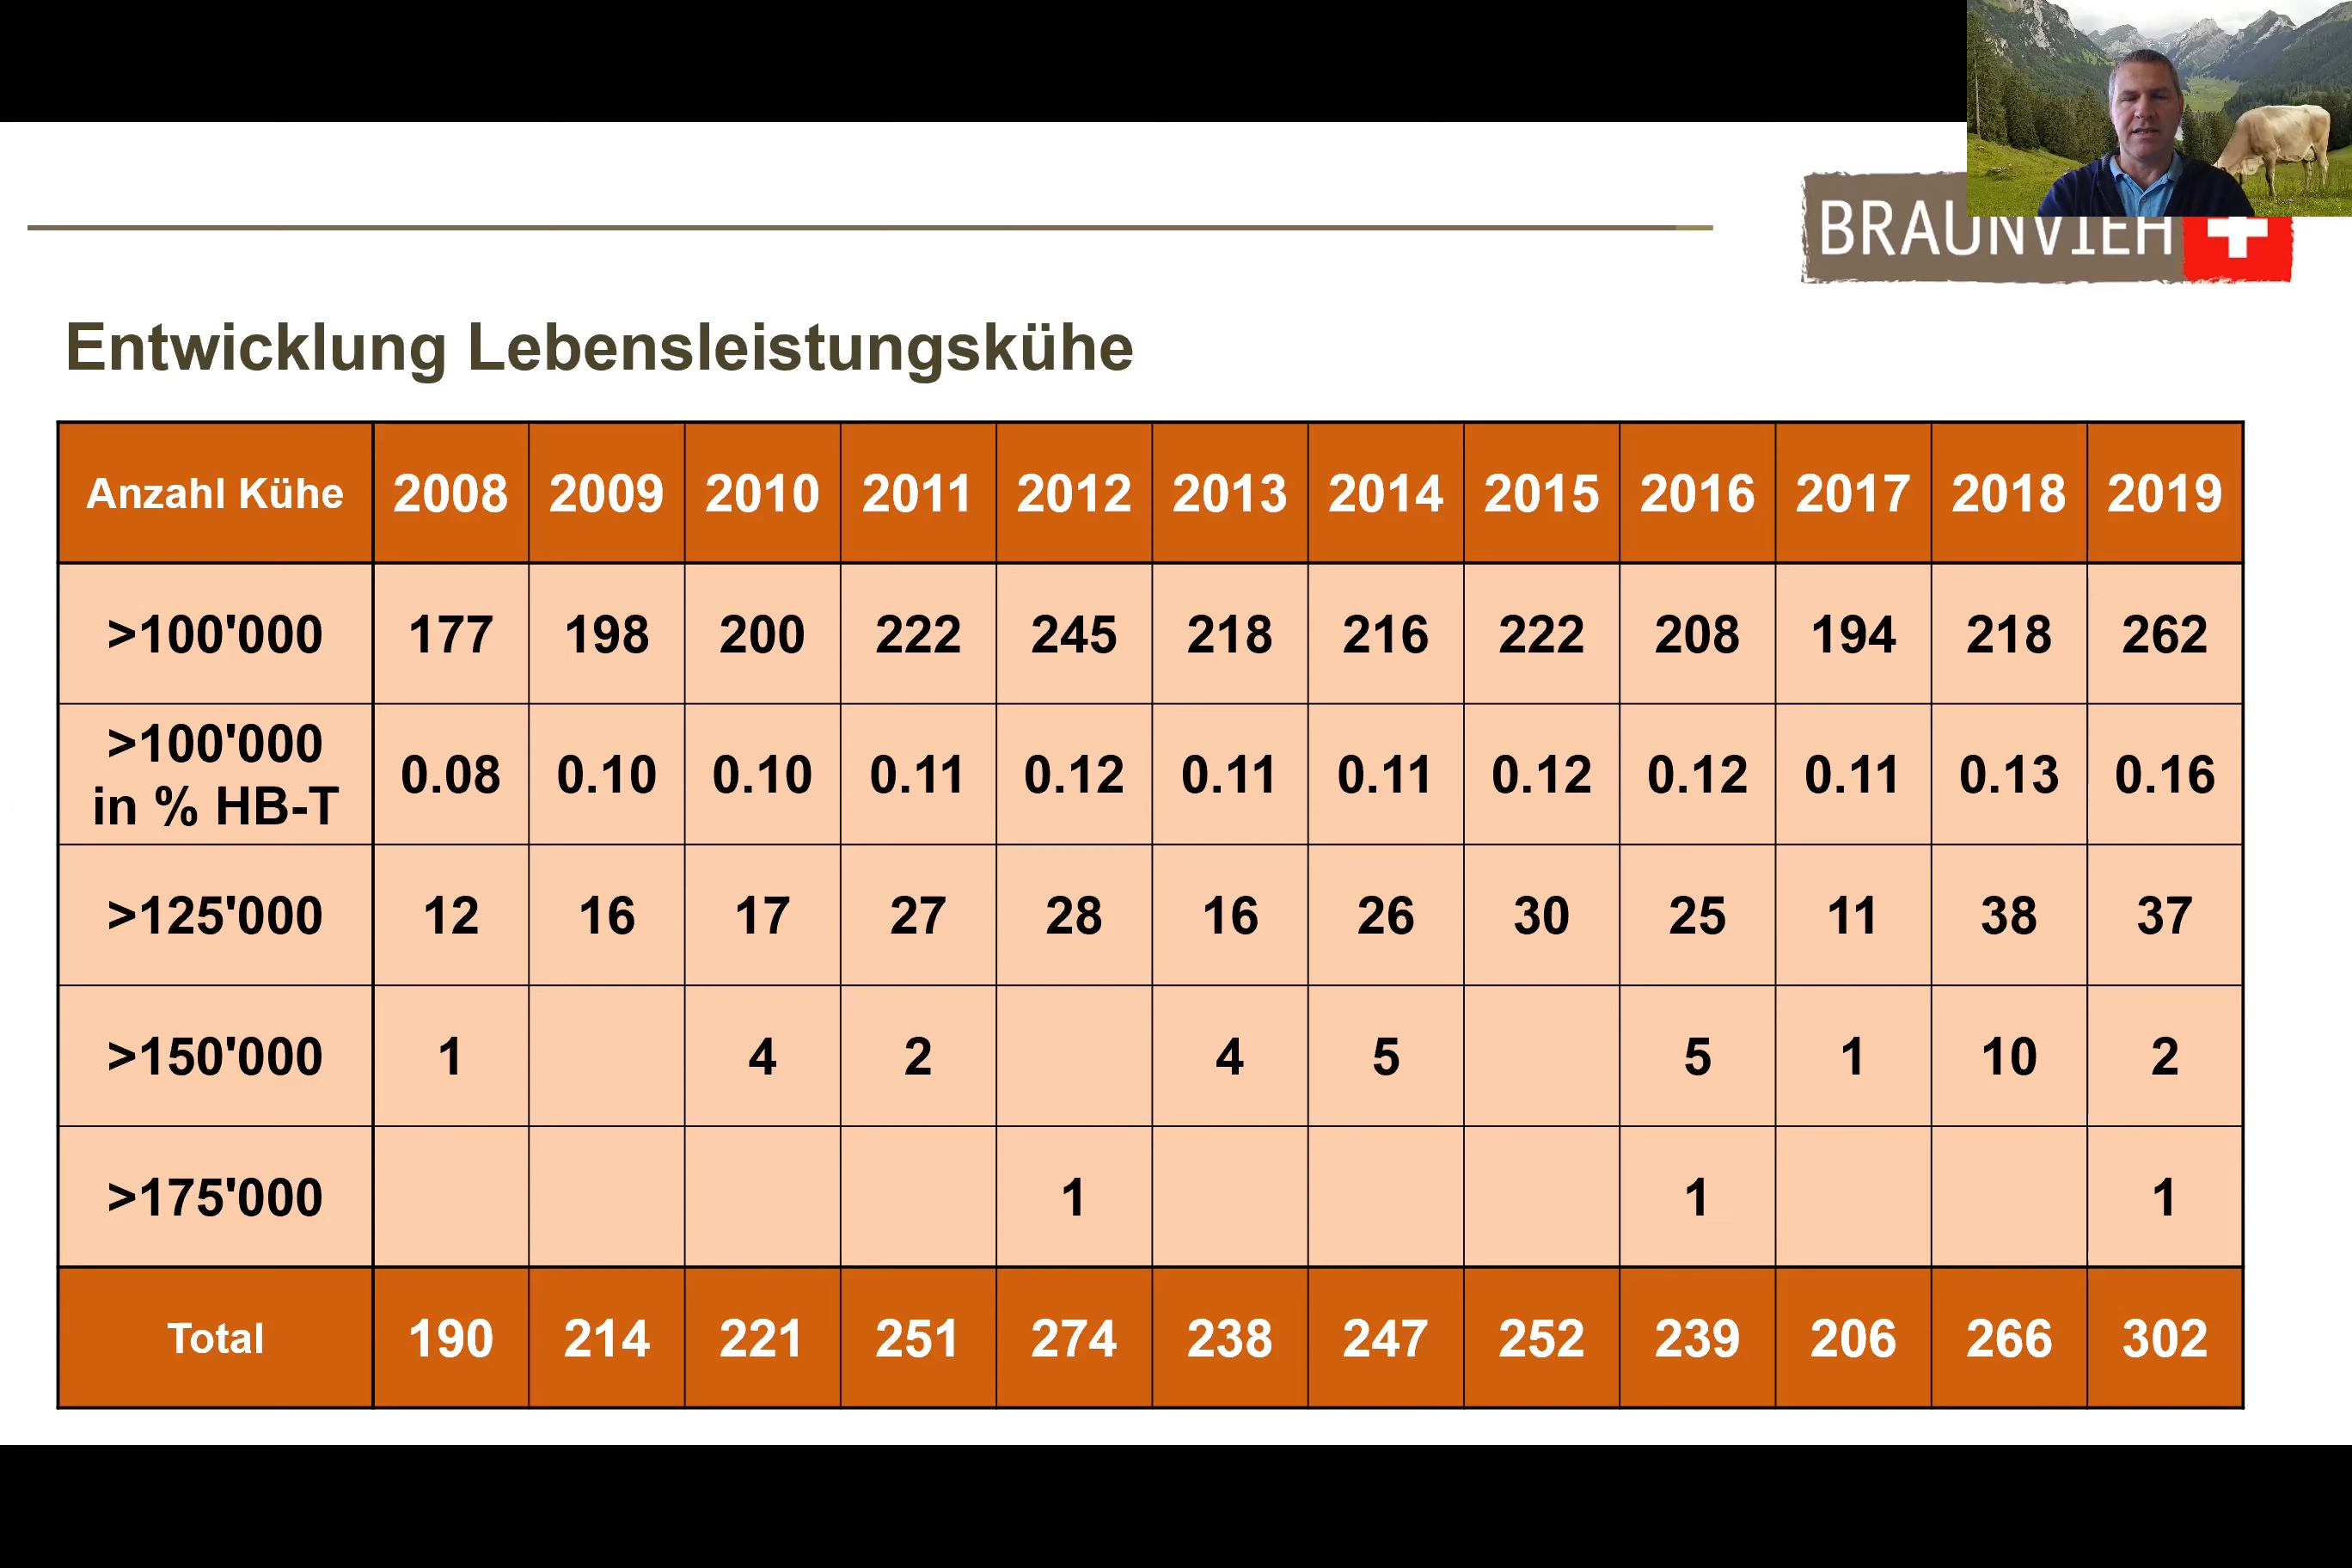 BRAUNVIEH
Entwicklung Lebensleistungskühe
Anzahl Kühe 2008 2009 2010 2011 2012 2013 2014 2015 2016 2017 2018 2019
>100'000 177 198 200 222 245 218 216 222 208 194 218 262
>100'000
in % HB-T 0.08 0.10 0.10 0.11 0.12 0.11 0.11 0.12 0.12 0.11 0.13 0.16
>125'000 12 16 17 27 28 16 26 30 25 11 38 37
>150'000 1 4 2 4 5 5 1 10 2
>175'000 1 1 1
Total 190 214 221 251 274 238 247 252 239 206 266 302